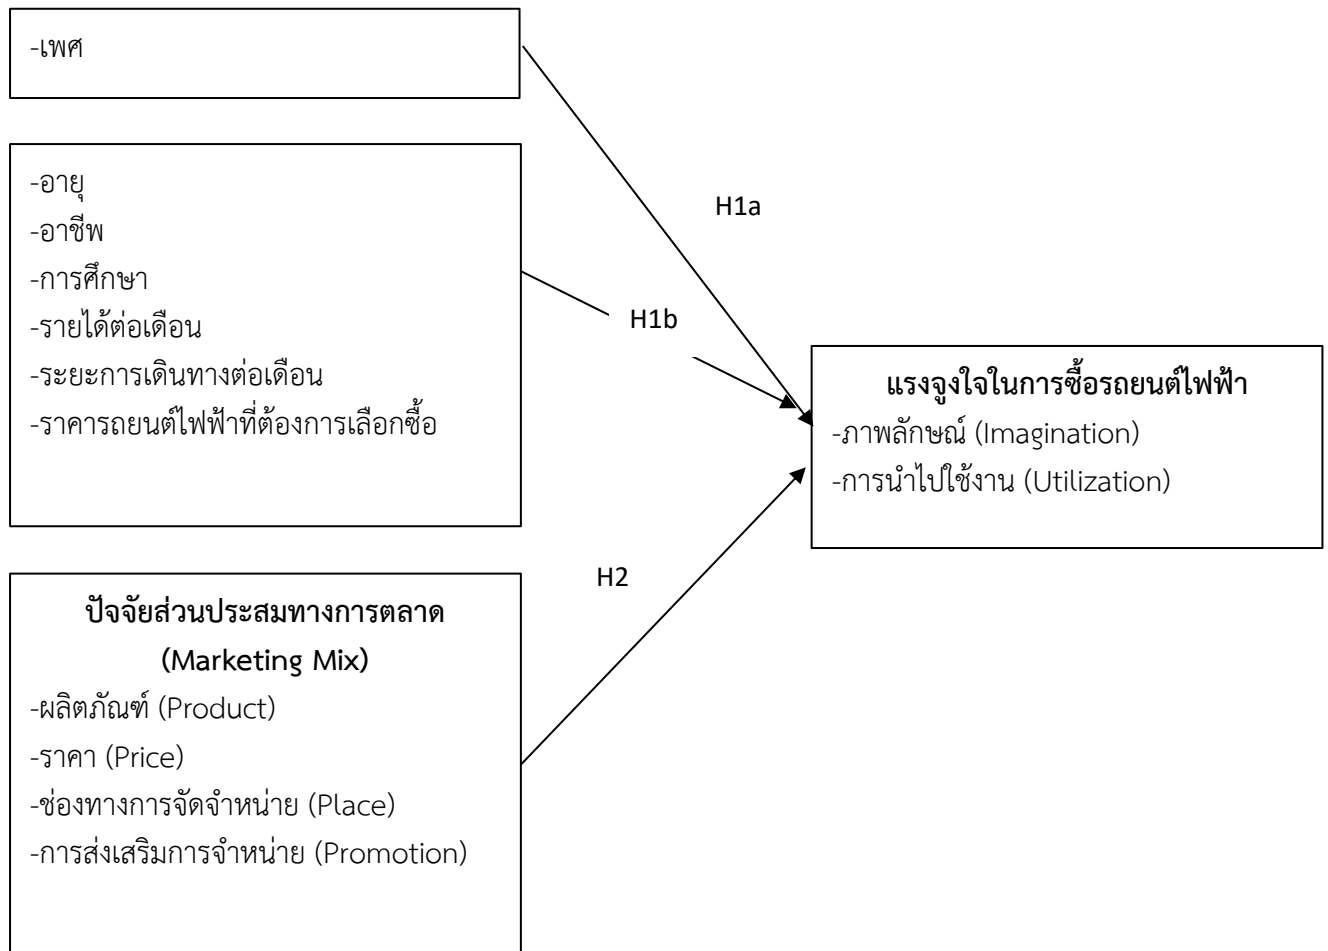 -เพศ
-อายุ
-อาชีพ
-การศึกษา
-รายได้ต่อเดือน
-ระยะการเดินทางต่อเดือน
-ราคารถยนต์ไฟฟ้าที่ต้องการเลือกซื้อ
H1a
H1b
แรงจูงใจในการซื้อรถยนต์ไฟฟ้า
-ภาพลักษณ์ (Imagination)
-การนำไปใช้งาน (Utilization)
H2
ปัจจัยส่วนประสมทางการตลาด
(Marketing Mix)
-ผลิตภัณฑ์ (Product)
-ราคา (Price)
-ช่องทางการจัดจำหน่าย (Place)
-การส่งเสริมการจำหน่าย (Promotion)